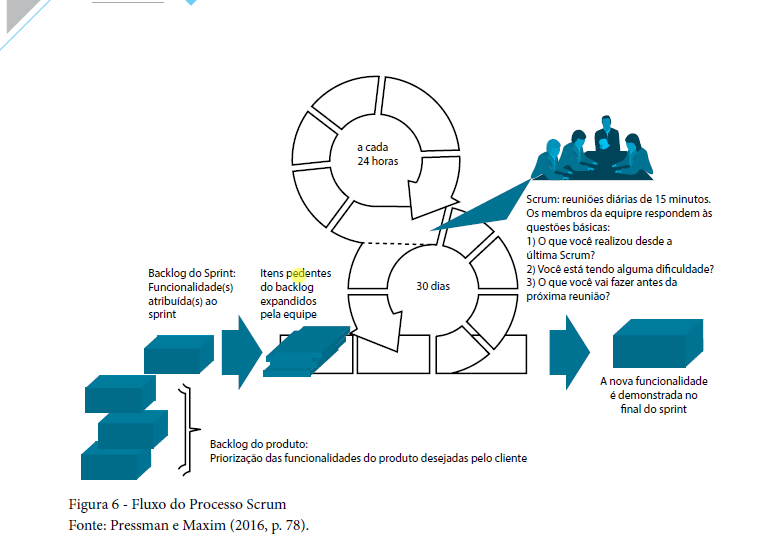 a cada
24 horas
Scrum: reuniões diárias de 15 minutos.
Os membros da equipre respondem às
questões básicas:
1) O que você realizou desde a
última Scrum?
2) Você está tendo alguma dificuldade?
3) O que você vai fazer antes da
próxima reunião?
Backlog do Sprint:
Funcionalidade(s)
atribuída(s) ao
sprint
Itens pedentes
do backlog
expandidos
pela equipe
30 dias
A nova funcionalidade
é demonstrada no
final do sprint
Backlog do produto:
Priorização das funcionalidades do produto desejadas pelo cliente
Figura 6 - Fluxo do Processo Scrum
Fonte: Pressman e Maxim (2016, p. 78).